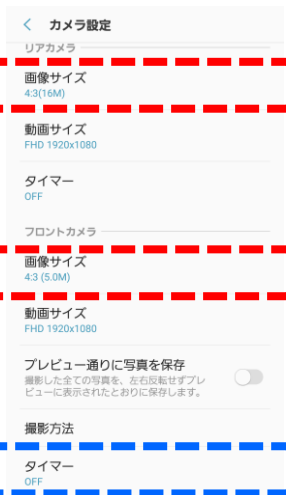 < カメラ設定
リアカメラ
画像サイズ
4:3(16M)
動画サイズ
FHD 1920x1080
タイマー
OFF
フロントカメラ
画像サイズ
4:3 (5.0M)
動画サイズ
FHD 1920x1080
プレビュー通りに写真を保存
撮影した全ての写真を、左右反転せずプレ
ビューに表示されたとおりに保存します。
撮影方法
タイマー
OFF